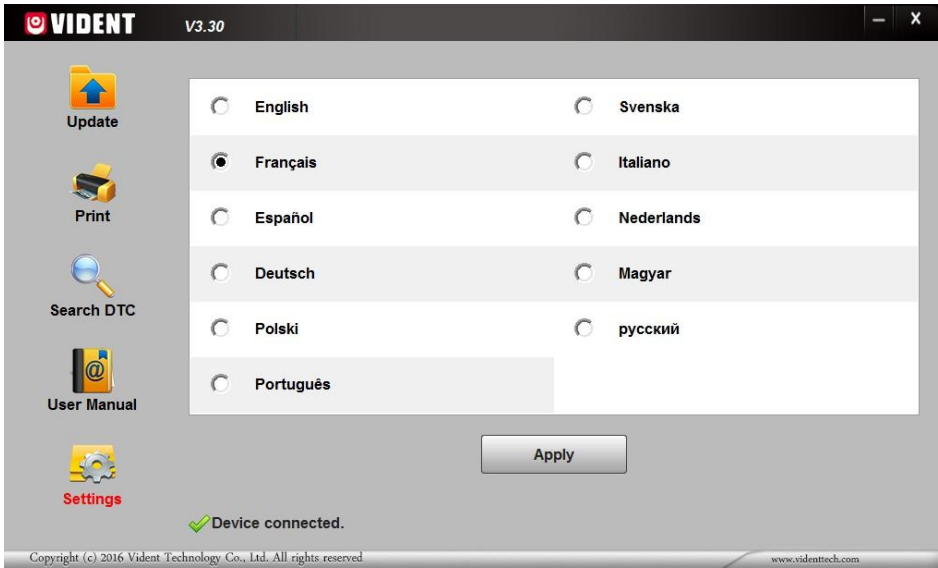 VIDENT V3.30
Update
Print
Search DTC
User Manual
Settings
English
Français
Español
Deutsch
Polski
Português
Svenska
Italiano
Nederlands
Magyar
русский
Apply
Device connected.
Copyright (c) 2016 Vident Technology Co., Ltd. All rights reserved
www.videnttech.com